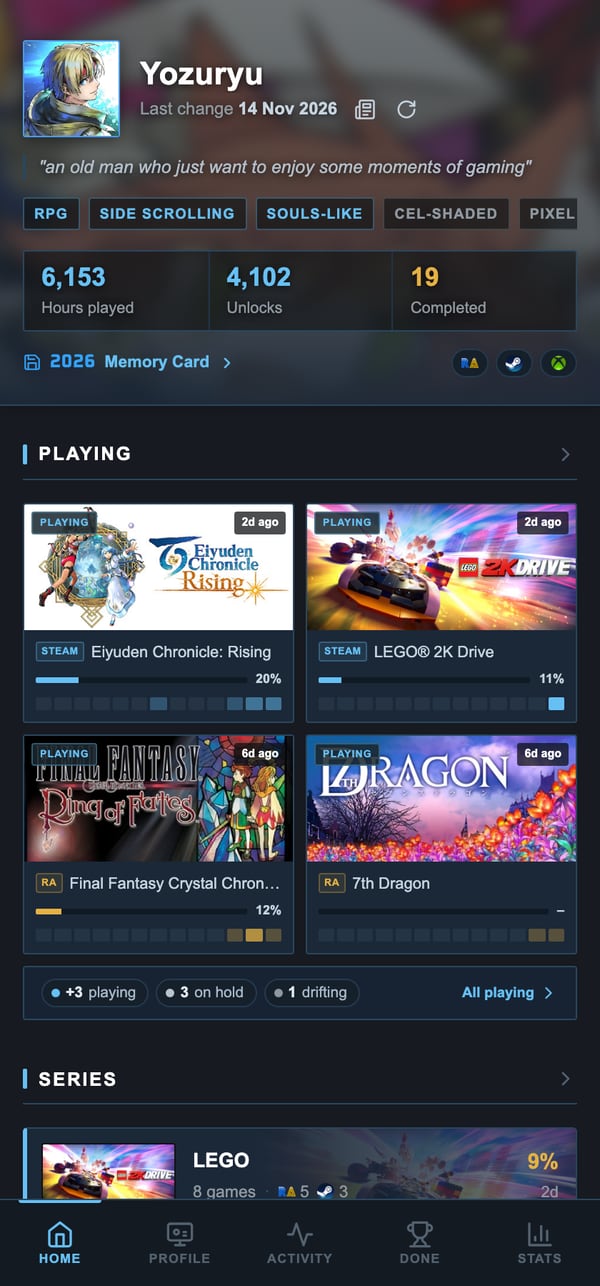 Yozuryu
Last change 14 Nov 2026
"an old man who just want to enjoy some moments of gaming"
RPG SIDE SCROLLING SOULS-LIKE CEL-SHADED PIXEL
6,153 4,102 19
Hours played Unlocks Completed
2026 Memory Card
RA
PLAYING
PLAYING 2d ago
Eiyuden
Chronicle
Rising
STEAM Eiyuden Chronicle: Rising
20%
PLAYING 2d ago
LEGO 2K DRIVE
STEAM LEGO® 2K Drive
11%
PLAYING 6d ago
FINAL FANTASY
Ring of Fates
RA Final Fantasy Crystal Chron...
12%
PLAYING 6d ago
7TH DRAGON
RA 7th Dragon
–
+3 playing 3 on hold 1 drifting All playing
SERIES
LEGO 2K DRIVE
LEGO 9%
8 games · RA 5 3 2d
HOME PROFILE ACTIVITY DONE STATS